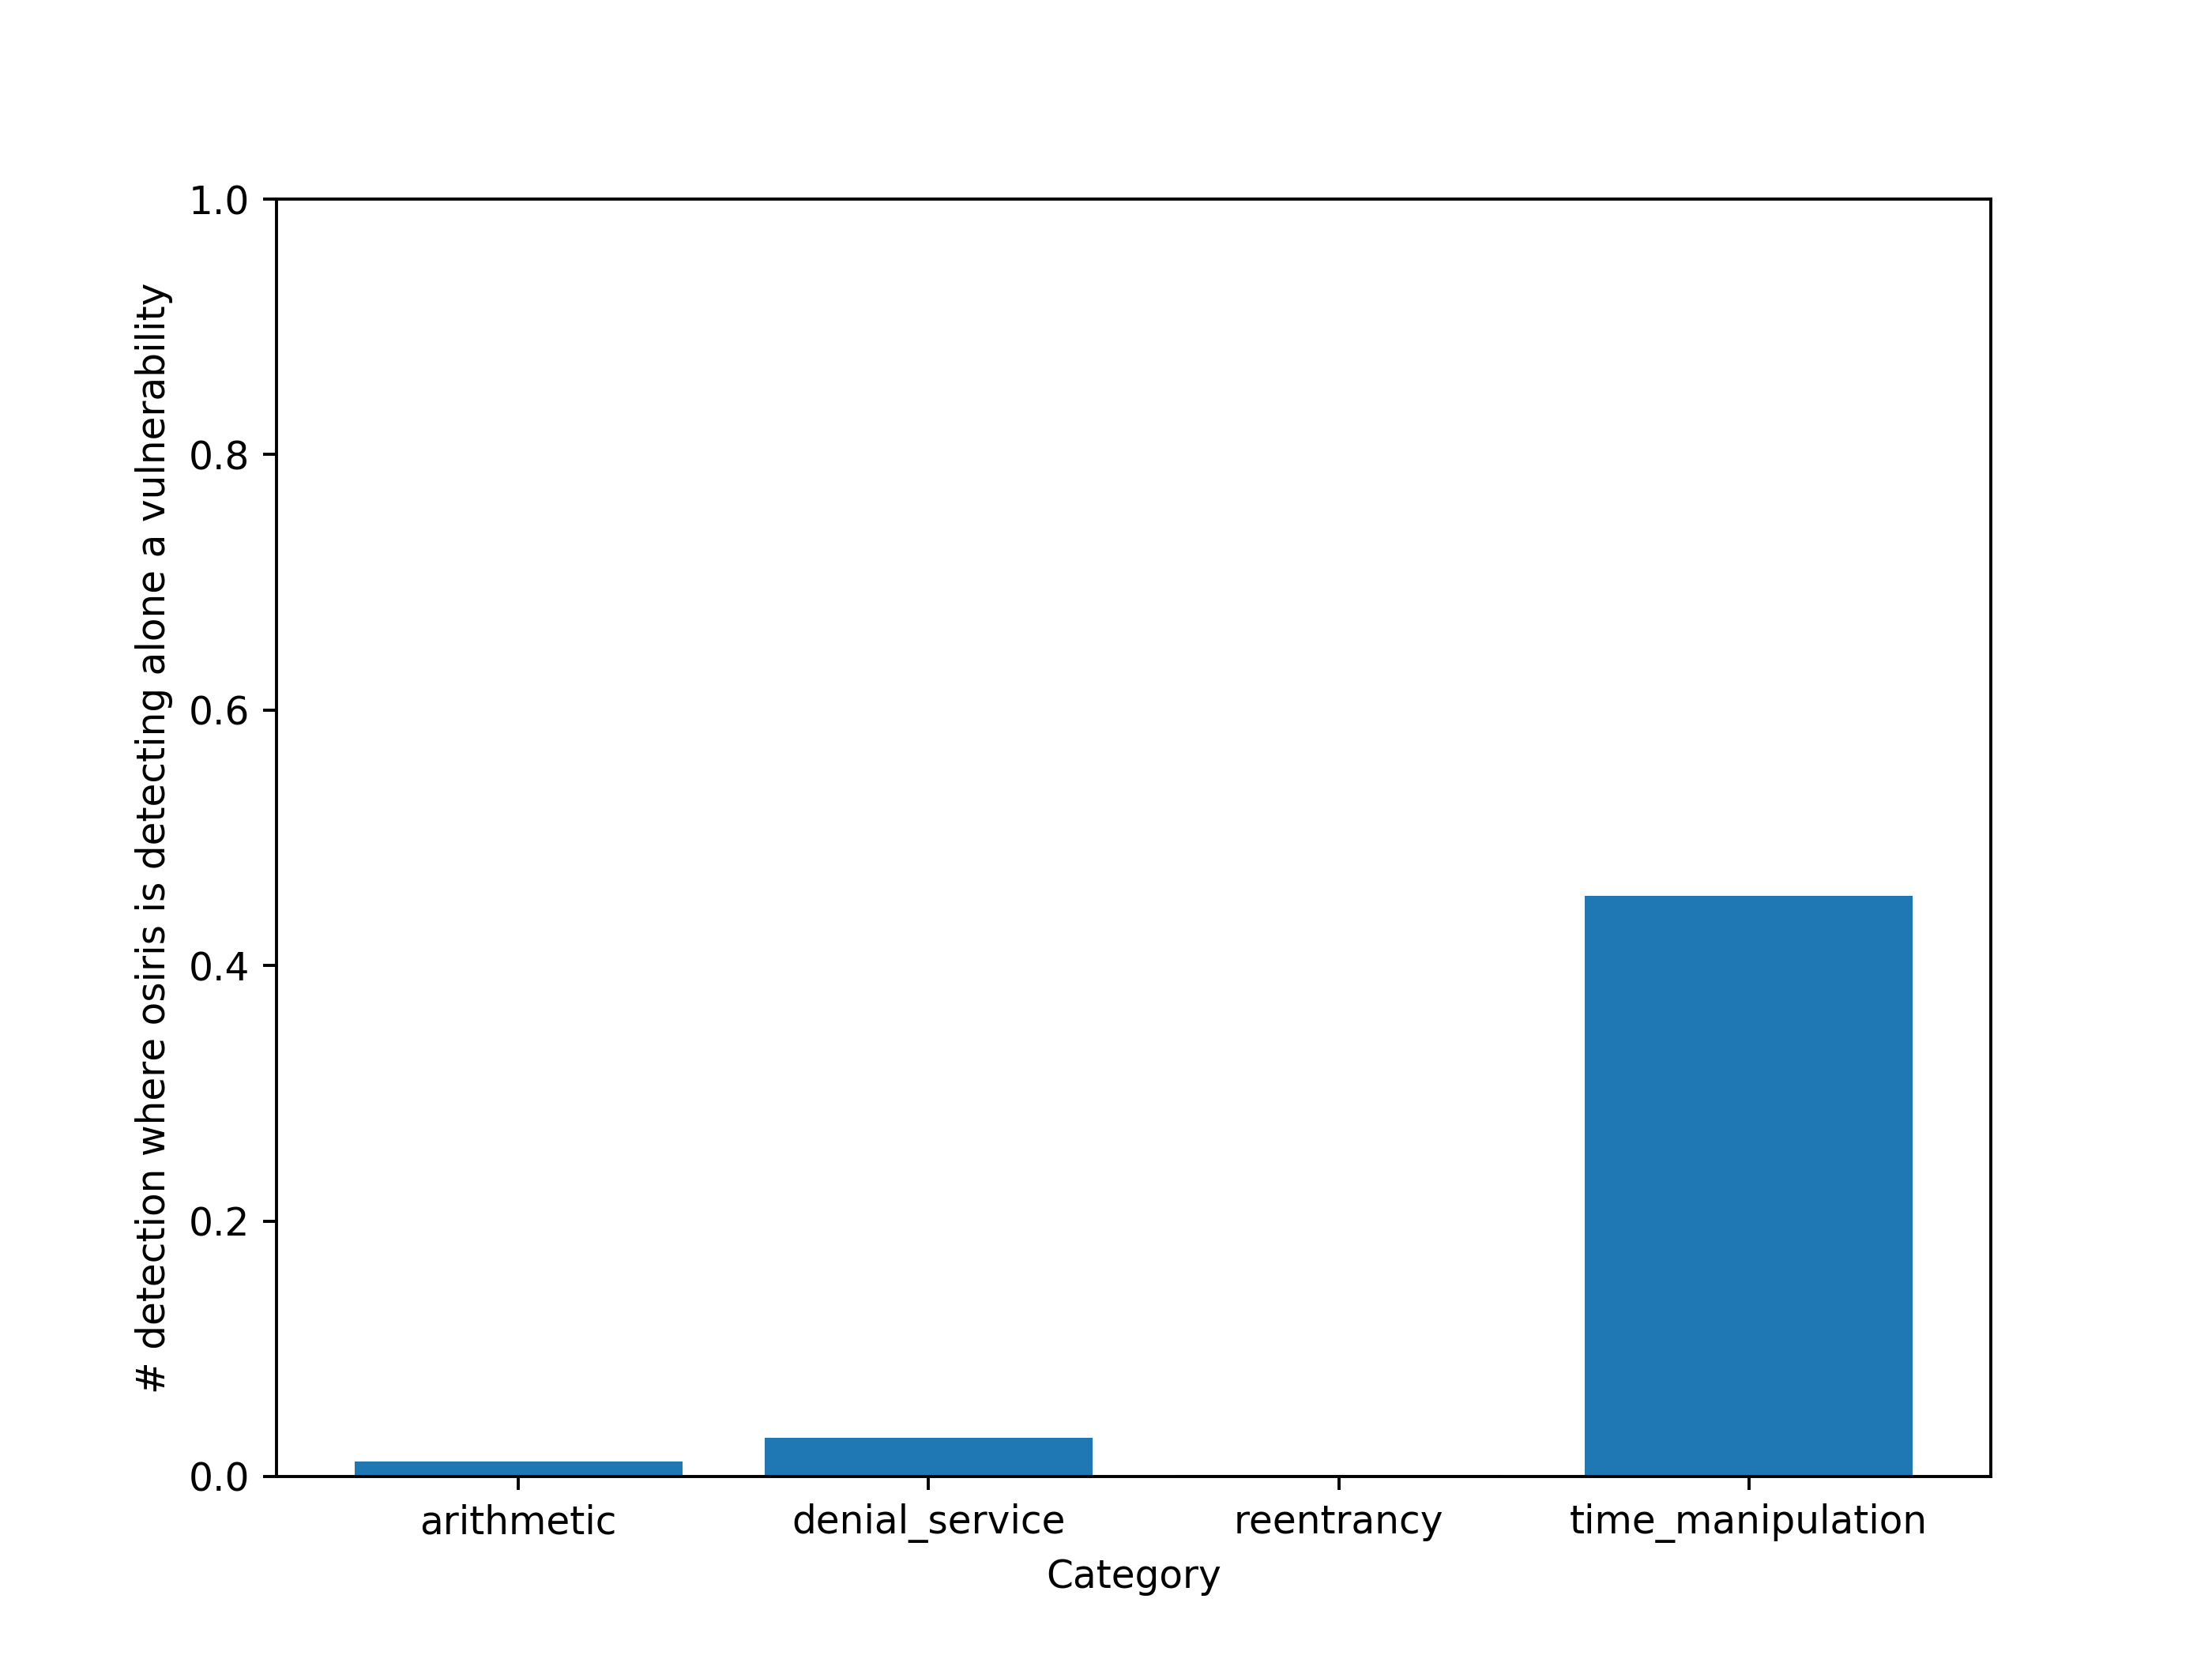 # detection where osiris is detecting alone a vulnerability
1.0
0.8
0.6
0.4
0.2
0.0
arithmetic
denial_service
reentrancy
time_manipulation
Category